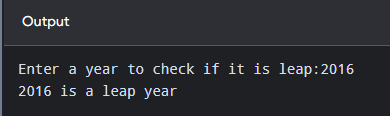 Output
Enter a year to check if it is leap:2016
2016 is a leap year